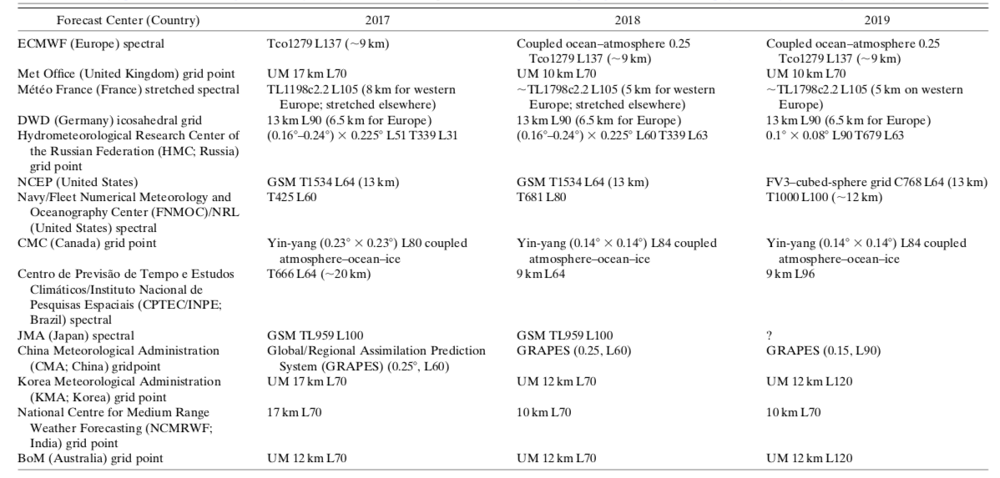 Forecast Center (Country) 2017 2018 2019
ECMWF (Europe) spectral Tco1279 L137 (~9 km) Coupled ocean–atmosphere 0.25 Coupled ocean–atmosphere 0.25
Tco1279 L137 (~9 km) Tco1279 L137 (~9 km)
Met Office (United Kingdom) grid point UM 17 km L70 UM 10 km L70 UM 10 km L70
Météo France (France) stretched spectral TL1198c2.2 L105 (8 km for western ~TL1798c2.2 L105 (5 km for western ~TL1798c2.2 L105 (5 km on western
Europe; stretched elsewhere) Europe; stretched elsewhere) Europe)
DWD (Germany) icosahedral grid 13 km L90 (6.5 km for Europe) 13 km L90 (6.5 km for Europe) 13 km L90 (6.5 km for Europe)
Hydrometeorological Research Center of (0.16°–0.24°) × 0.225° L51 T339 L31 (0.16°–0.24°) × 0.225° L60 T339 L63 0.1° × 0.08° L90 T679 L63
the Russian Federation (HMC; Russia)
grid point
NCEP (United States) GSM T1534 L64 (13 km) GSM T1534 L64 (13 km) FV3–cubed-sphere grid C768 L64 (13 km)
Navy/Fleet Numerical Meteorology and T425 L60 T681 L80 T1000 L100 (~12 km)
Oceanography Center (FNMOC)/NRL
(United States) spectral
CMC (Canada) grid point Yin-yang (0.23° × 0.23°) L80 coupled Yin-yang (0.14° × 0.14°) L84 coupled Yin-yang (0.14° × 0.14°) L84 coupled
atmosphere–ocean–ice atmosphere–ocean–ice atmosphere–ocean–ice
Centro de Previsão de Tempo e Estudos T666 L64 (~20 km) 9 km L64 9 km L96
Climáticos/Instituto Nacional de
Pesquisas Espaciais (CPTEC/INPE;
Brazil) spectral
JMA (Japan) spectral GSM TL959 L100 GSM TL959 L100 ?
China Meteorological Administration Global/Regional Assimilation Prediction GRAPES (0.25, L60) GRAPES (0.15, L90)
(CMA; China) gridpoint System (GRAPES) (0.25°, L60)
Korea Meteorological Administration UM 17 km L70 UM 12 km L70 UM 12 km L120
(KMA; Korea) grid point
National Centre for Medium Range 17 km L70 10 km L70 10 km L70
Weather Forecasting (NCMRWF;
India) grid point
BoM (Australia) grid point UM 12 km L70 UM 12 km L70 UM 12 km L120